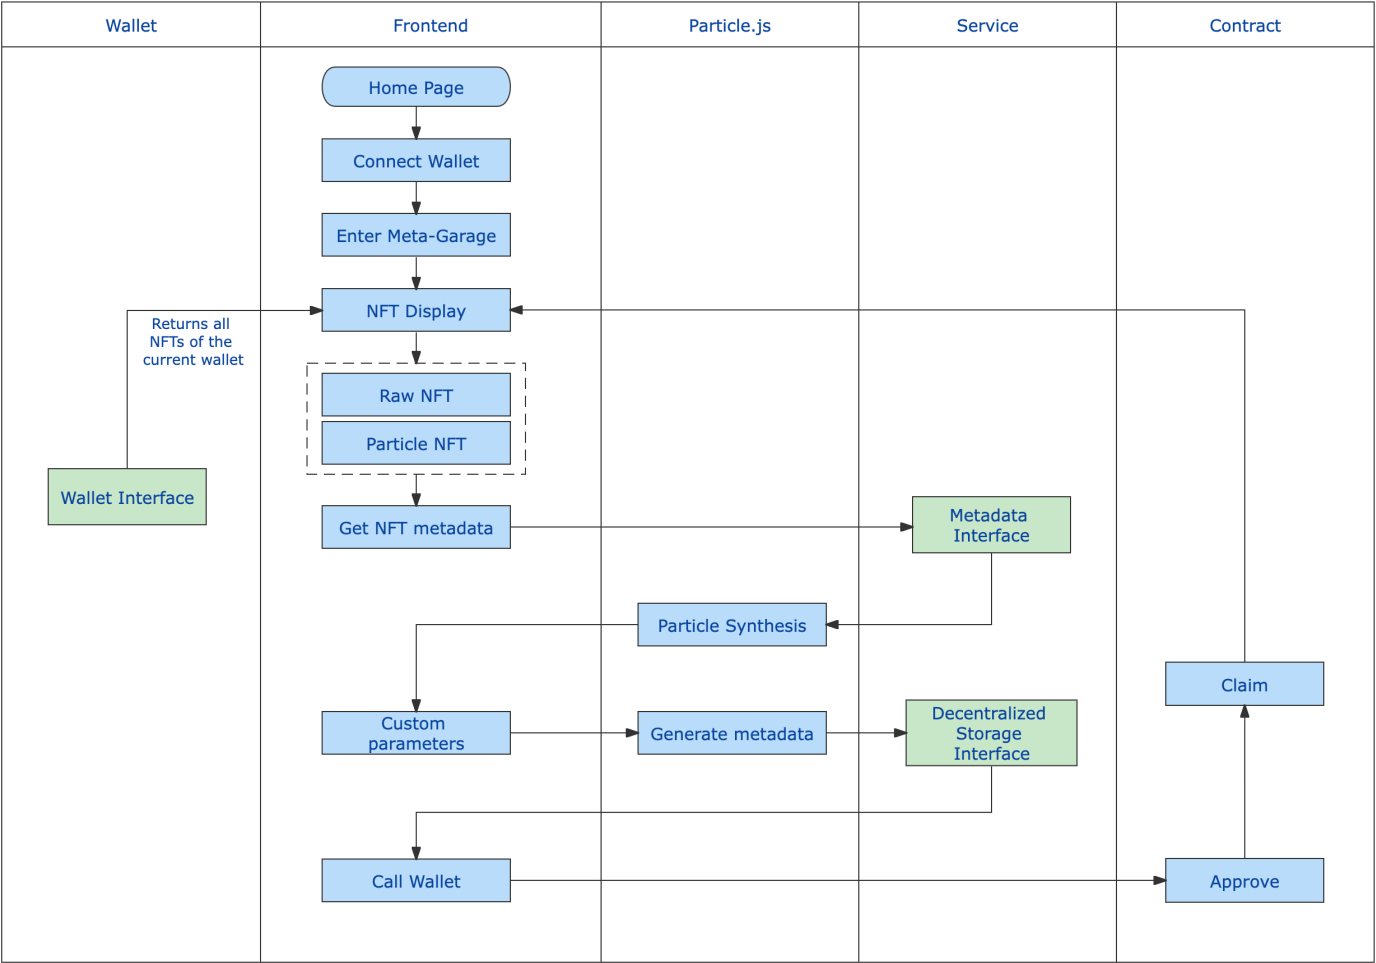 Wallet
Frontend
Particle.js
Service
Contract
Home Page
Connect Wallet
Enter Meta-Garage
NFT Display
Returns all
NFTs of the
current wallet
Raw NFT
Particle NFT
Wallet Interface
Get NFT metadata
Metadata
Interface
Particle Synthesis
Claim
Custom
parameters
Generate metadata
Decentralized
Storage
Interface
Call Wallet
Approve